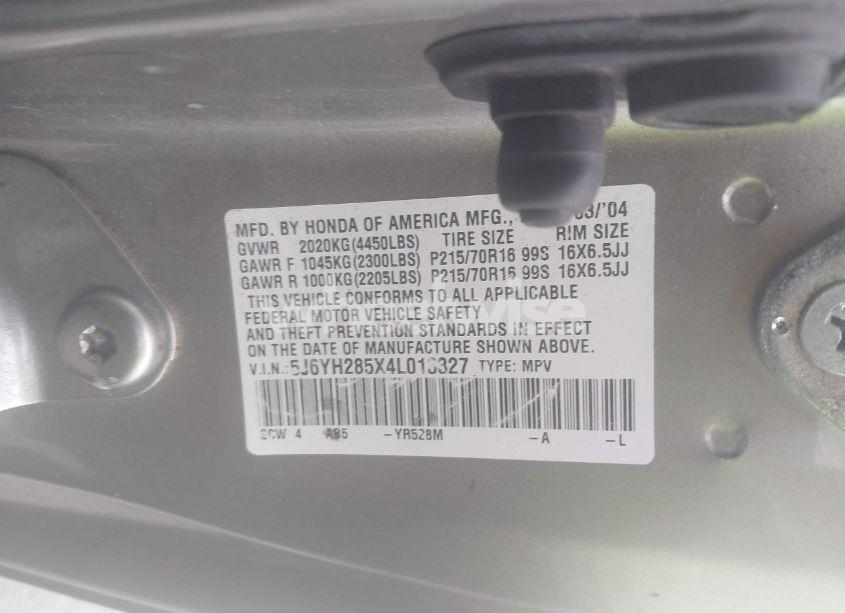 MFD. BY HONDA OF AMERICA MFG., 03/'04
GVWR 2020KG(4450LBS) TIRE SIZE RIM SIZE
GAWR F 1045KG(2300LBS) P215/70R16 99S 16X6.5JJ
GAWR R 1000KG(2205LBS) P215/70R16 99S 16X6.5JJ
THIS VEHICLE CONFORMS TO ALL APPLICABLE
FEDERAL MOTOR VEHICLE SAFETY
AND THEFT PREVENTION STANDARDS IN EFFECT
ON THE DATE OF MANUFACTURE SHOWN ABOVE.
V.I.N.: TYPE: MPV
SCW 4 -YR528M -A -L